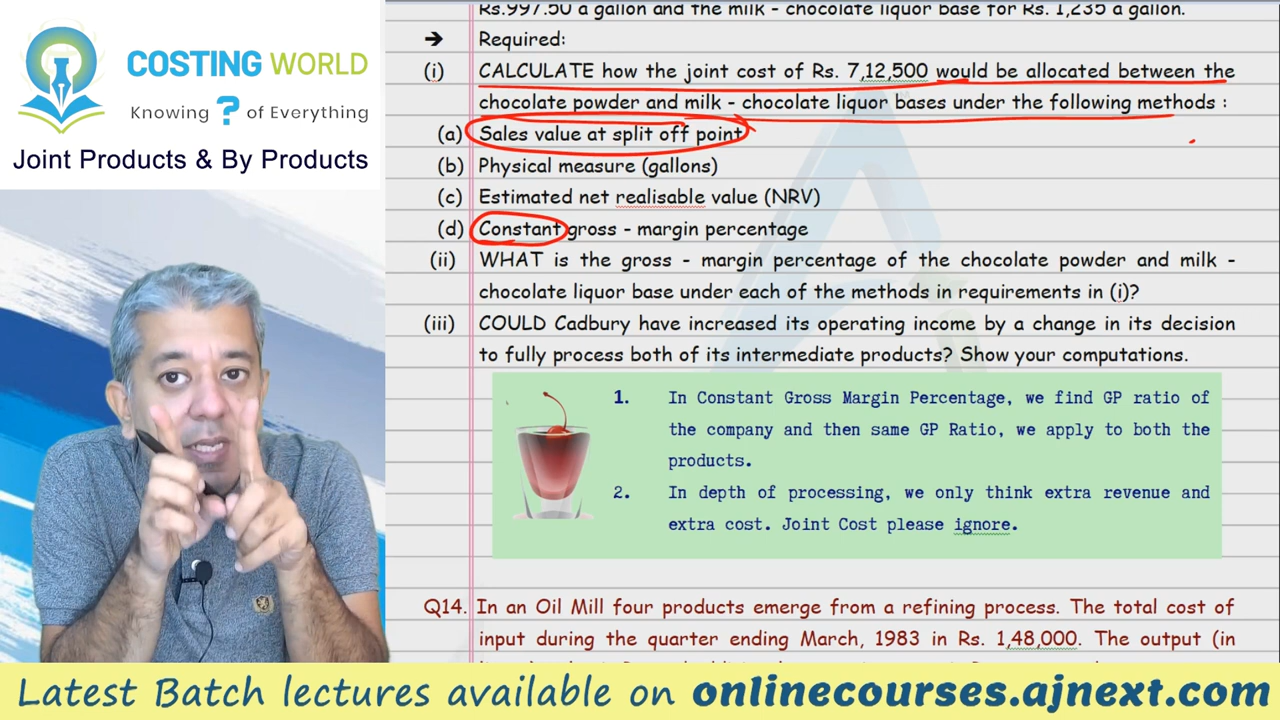 COSTING WORLD
Knowing ? of Everything
Joint Products & By Products
Rs.997.50 a gallon and the milk - chocolate liquor base for Rs. 1,235 a gallon.
➔ Required:
(i) CALCULATE how the joint cost of Rs. 7,12,500 would be allocated between the
chocolate powder and milk - chocolate liquor bases under the following methods :
(a) Sales value at split off point
(b) Physical measure (gallons)
(c) Estimated net realisable value (NRV)
(d) Constant gross - margin percentage
(ii) WHAT is the gross - margin percentage of the chocolate powder and milk -
chocolate liquor base under each of the methods in requirements in (i)?
(iii) COULD Cadbury have increased its operating income by a change in its decision
to fully process both of its intermediate products? Show your computations.
1. In Constant Gross Margin Percentage, we find GP ratio of
the company and then same GP Ratio, we apply to both the
products.
2. In depth of processing, we only think extra revenue and
extra cost. Joint Cost please ignore.
Q14. In an Oil Mill four products emerge from a refining process. The total cost of
input during the quarter ending March, 1983 in Rs. 1,48,000. The output (in
Latest Batch lectures available on onlinecourses.ajnext.com